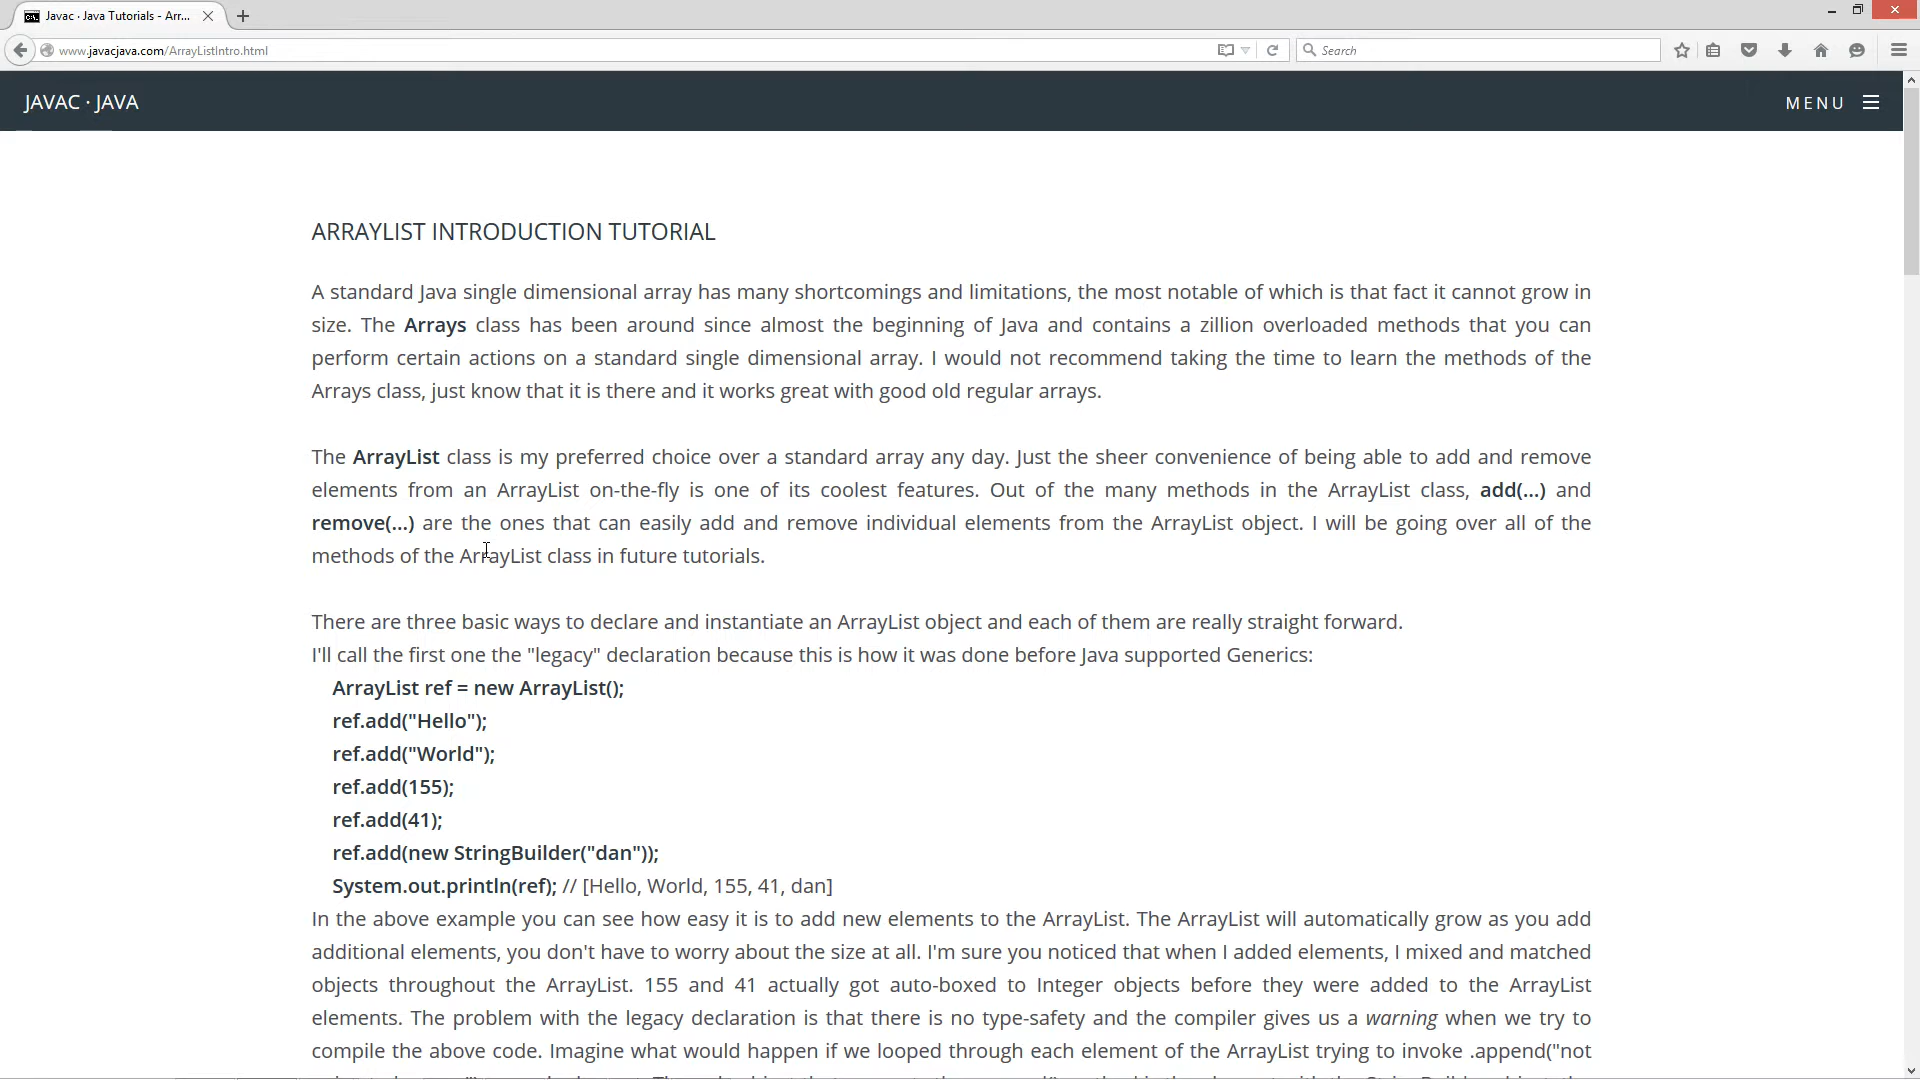 Javac · Java Tutorials - Arr...
www.javacjava.com/ArrayListIntro.html
Search
JAVAC · JAVA
MENU
ARRAYLIST INTRODUCTION TUTORIAL
A standard Java single dimensional array has many shortcomings and limitations, the most notable of which is that fact it cannot grow in
size. The Arrays class has been around since almost the beginning of Java and contains a zillion overloaded methods that you can
perform certain actions on a standard single dimensional array. I would not recommend taking the time to learn the methods of the
Arrays class, just know that it is there and it works great with good old regular arrays.
The ArrayList class is my preferred choice over a standard array any day. Just the sheer convenience of being able to add and remove
elements from an ArrayList on-the-fly is one of its coolest features. Out of the many methods in the ArrayList class, add(...) and
remove(...) are the ones that can easily add and remove individual elements from the ArrayList object. I will be going over all of the
methods of the ArrayList class in future tutorials.
There are three basic ways to declare and instantiate an ArrayList object and each of them are really straight forward.
I'll call the first one the "legacy" declaration because this is how it was done before Java supported Generics:
ArrayList ref = new ArrayList();
ref.add("Hello");
ref.add("World");
ref.add(155);
ref.add(41);
ref.add(new StringBuilder("dan"));
System.out.println(ref); // [Hello, World, 155, 41, dan]
In the above example you can see how easy it is to add new elements to the ArrayList. The ArrayList will automatically grow as you add
additional elements, you don't have to worry about the size at all. I'm sure you noticed that when I added elements, I mixed and matched
objects throughout the ArrayList. 155 and 41 actually got auto-boxed to Integer objects before they were added to the ArrayList
elements. The problem with the legacy declaration is that there is no type-safety and the compiler gives us a warning when we try to
compile the above code. Imagine what would happen if we looped through each element of the ArrayList trying to invoke .append("not